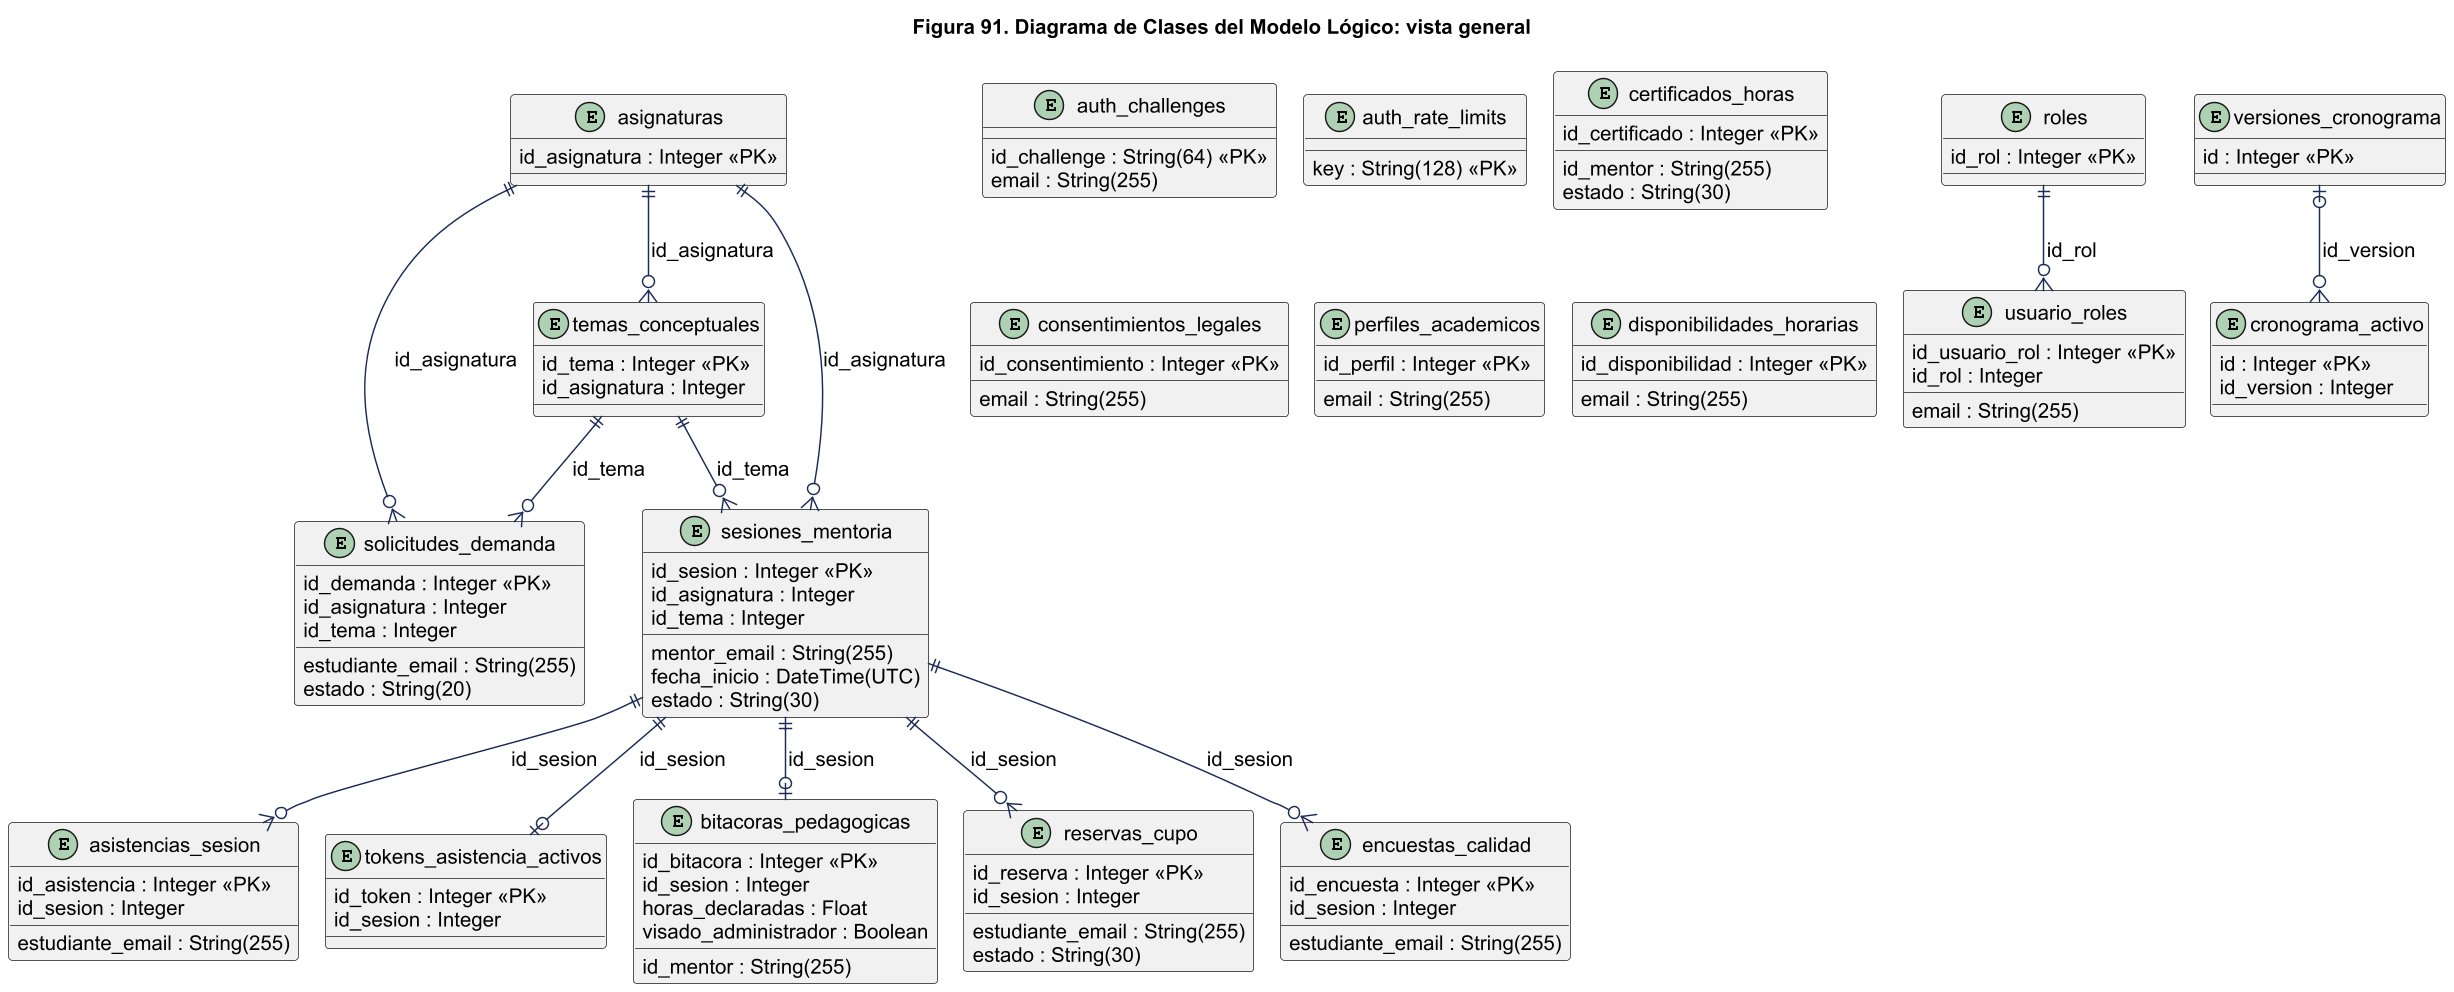 Figura 91. Diagrama de Clases del Modelo Lógico: vista general
E asignaturas
id_asignatura : Integer «PK»
E auth_challenges
id_challenge : String(64) «PK»
email : String(255)
E auth_rate_limits
key : String(128) «PK»
E certificados_horas
id_certificado : Integer «PK»
id_mentor : String(255)
estado : String(30)
E roles
id_rol : Integer «PK»
E versiones_cronograma
id : Integer «PK»
id_asignatura
id_rol
id_version
E temas_conceptuales
id_tema : Integer «PK»
id_asignatura : Integer
E consentimientos_legales
id_consentimiento : Integer «PK»
email : String(255)
E perfiles_academicos
id_perfil : Integer «PK»
email : String(255)
E disponibilidades_horarias
id_disponibilidad : Integer «PK»
email : String(255)
E usuario_roles
id_usuario_rol : Integer «PK»
id_rol : Integer
email : String(255)
E cronograma_activo
id : Integer «PK»
id_version : Integer
id_asignatura
id_asignatura
id_tema
id_tema
E solicitudes_demanda
id_demanda : Integer «PK»
id_asignatura : Integer
id_tema : Integer
estudiante_email : String(255)
estado : String(20)
E sesiones_mentoria
id_sesion : Integer «PK»
id_asignatura : Integer
id_tema : Integer
mentor_email : String(255)
fecha_inicio : DateTime(UTC)
estado : String(30)
id_sesion
id_sesion
id_sesion
id_sesion
id_sesion
E asistencias_sesion
id_asistencia : Integer «PK»
id_sesion : Integer
estudiante_email : String(255)
E tokens_asistencia_activos
id_token : Integer «PK»
id_sesion : Integer
E bitacoras_pedagogicas
id_bitacora : Integer «PK»
id_sesion : Integer
horas_declaradas : Float
visado_administrador : Boolean
id_mentor : String(255)
E reservas_cupo
id_reserva : Integer «PK»
id_sesion : Integer
estudiante_email : String(255)
estado : String(30)
E encuestas_calidad
id_encuesta : Integer «PK»
id_sesion : Integer
estudiante_email : String(255)